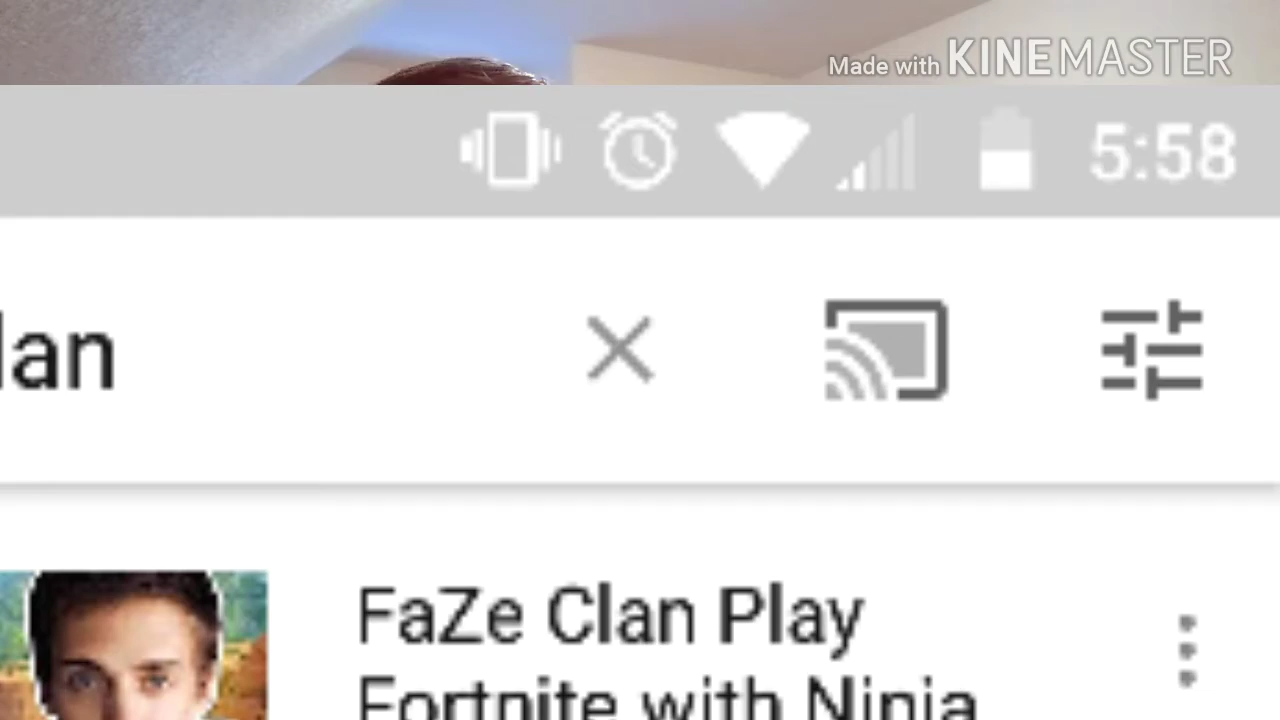 Made with KINEMASTER
5:58
lan
FaZe Clan Play
Fortnite with Ninja